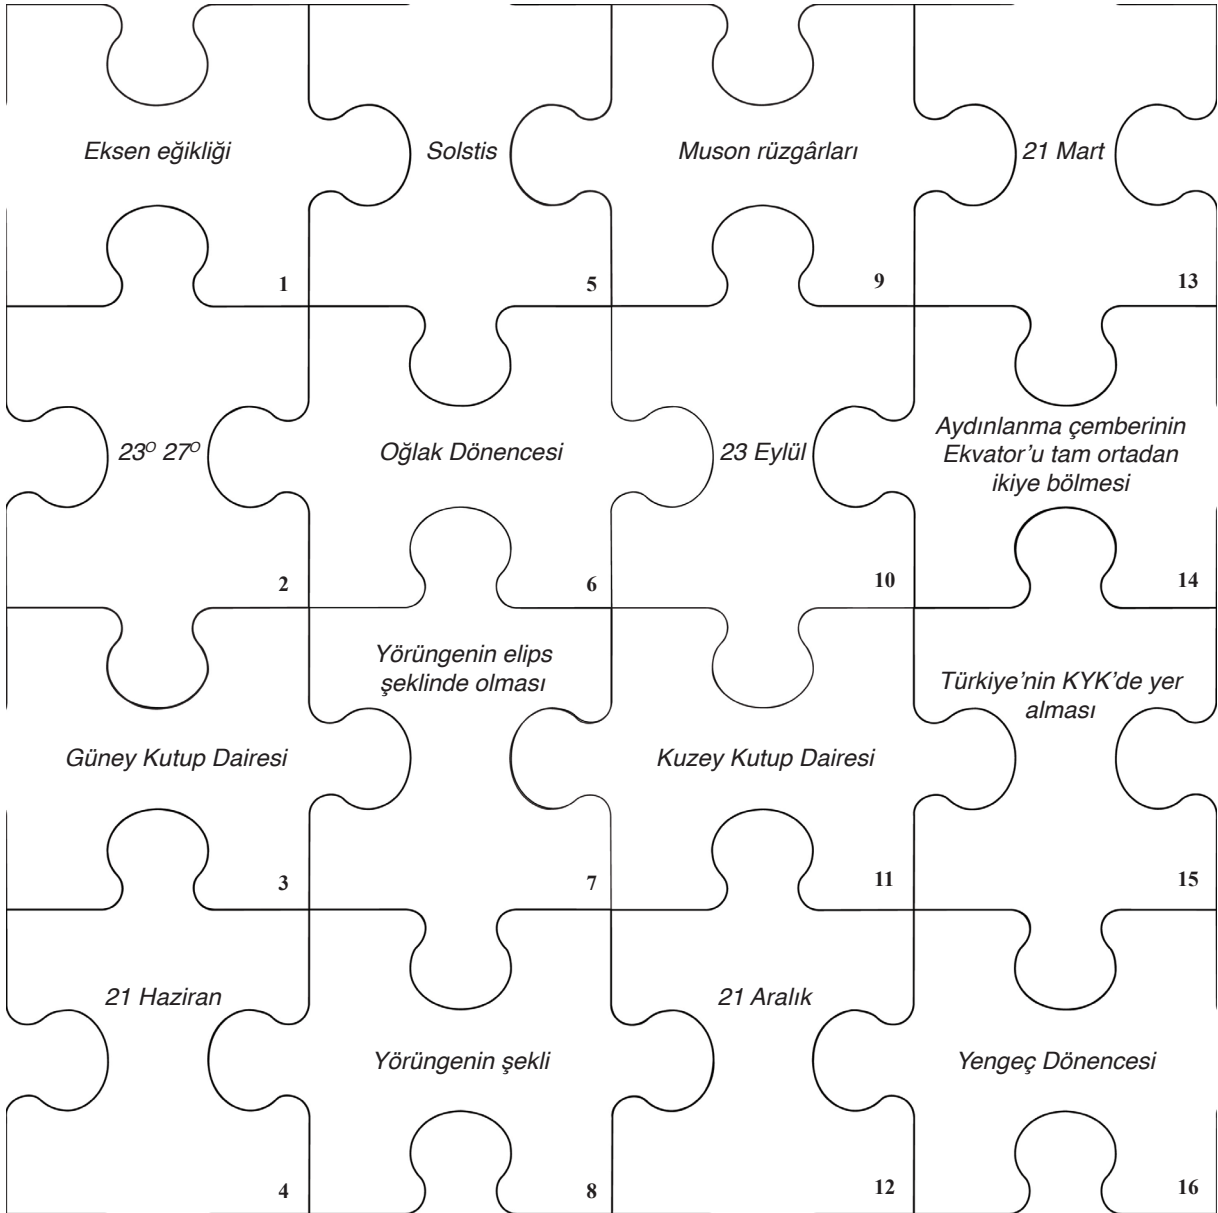 Eksen eğikliği
1
Solstis
5
Muson rüzgârları
9
21 Mart
13
23º 27º
2
Oğlak Dönencesi
6
23 Eylül
10
Aydınlanma çemberinin
Ekvator’u tam ortadan
ikiye bölmesi
14
Güney Kutup Dairesi
3
Yörüngenin elips
şeklinde olması
7
Kuzey Kutup Dairesi
11
Türkiye’nin KYK’de yer
alması
15
21 Haziran
4
Yörüngenin şekli
8
21 Aralık
12
Yengeç Dönencesi
16